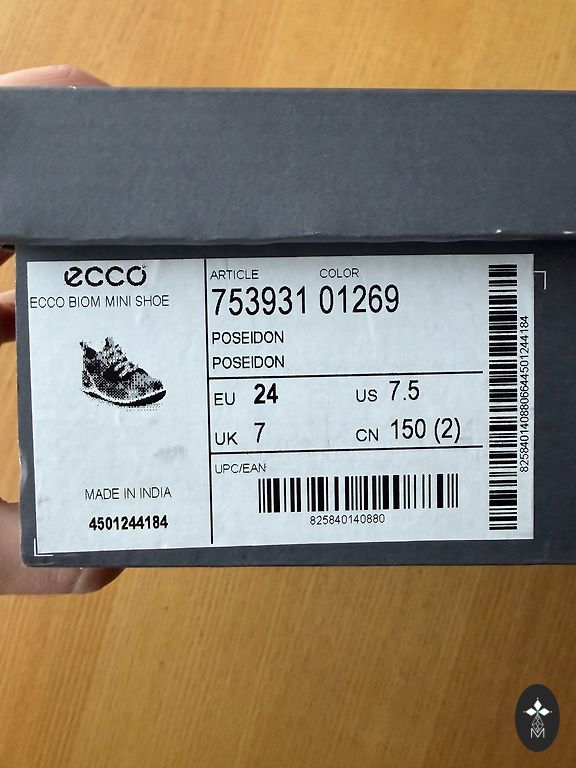 ecco
ECCO BIOM MINI SHOE
MADE IN INDIA
4501244184
ARTICLE COLOR
753931 01269
POSEIDON
POSEIDON
EU 24 US 7.5
UK 7 CN 150 (2)
UPC/EAN
825840140880
8258401408806644501244184
M